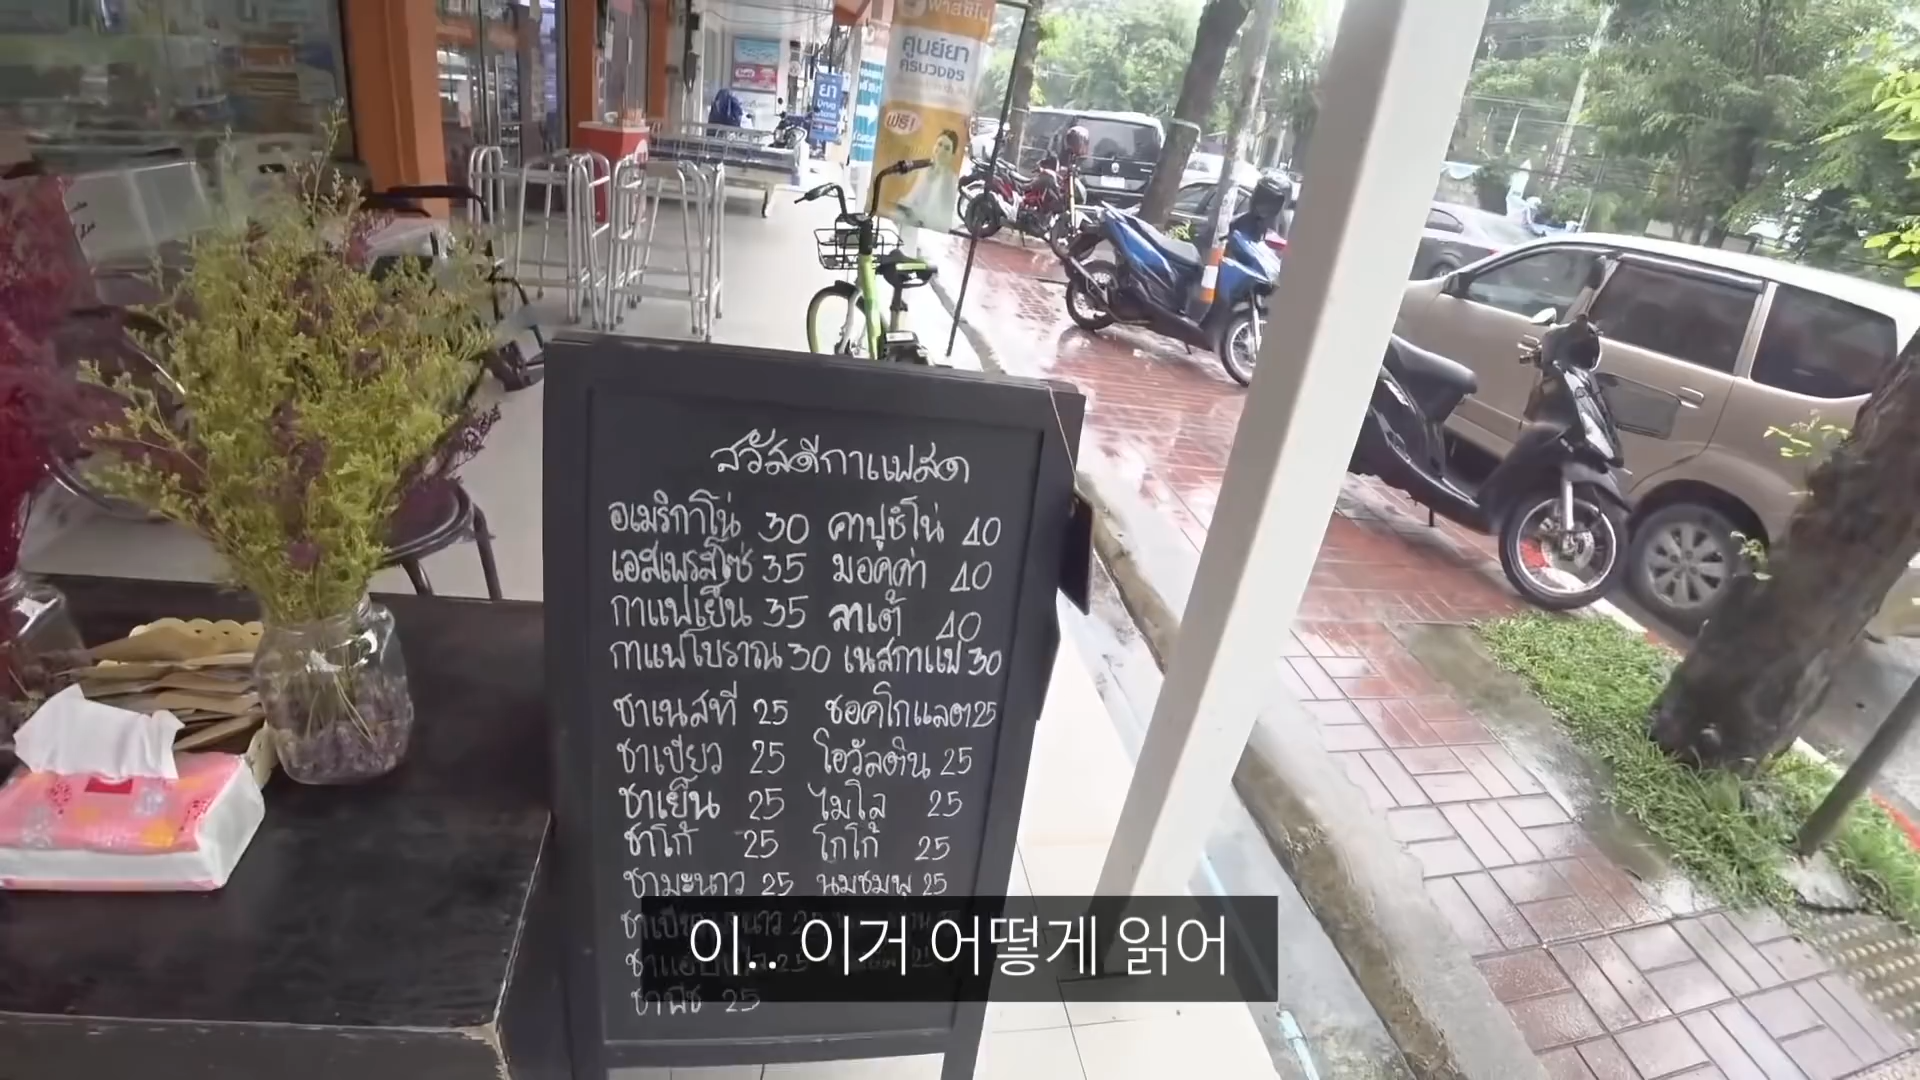 ศูนย์ยา
ครบวงจร
ฟรี!
ยา
สวัสดีกาแฟสด
อเมริกาโน่ 30 คาปูชิโน่ 40
เอสเพรสโซ่ 35 มอคค่า 40
กาแฟเย็น 35 ลาเต้ 40
กาแฟโบราณ 30 เนสกาแฟ 30
ชาเนสที 25 ชอคโกแลต 25
ชาเขียว 25 โอวัลติน 25
ชาเย็น 25 ไมโล 25
ชาโก้ 25 โกโก้ 25
ชามะนาว 25 นมชมพู 25
ชาพีช 25
이.. 이거 어떻게 읽어